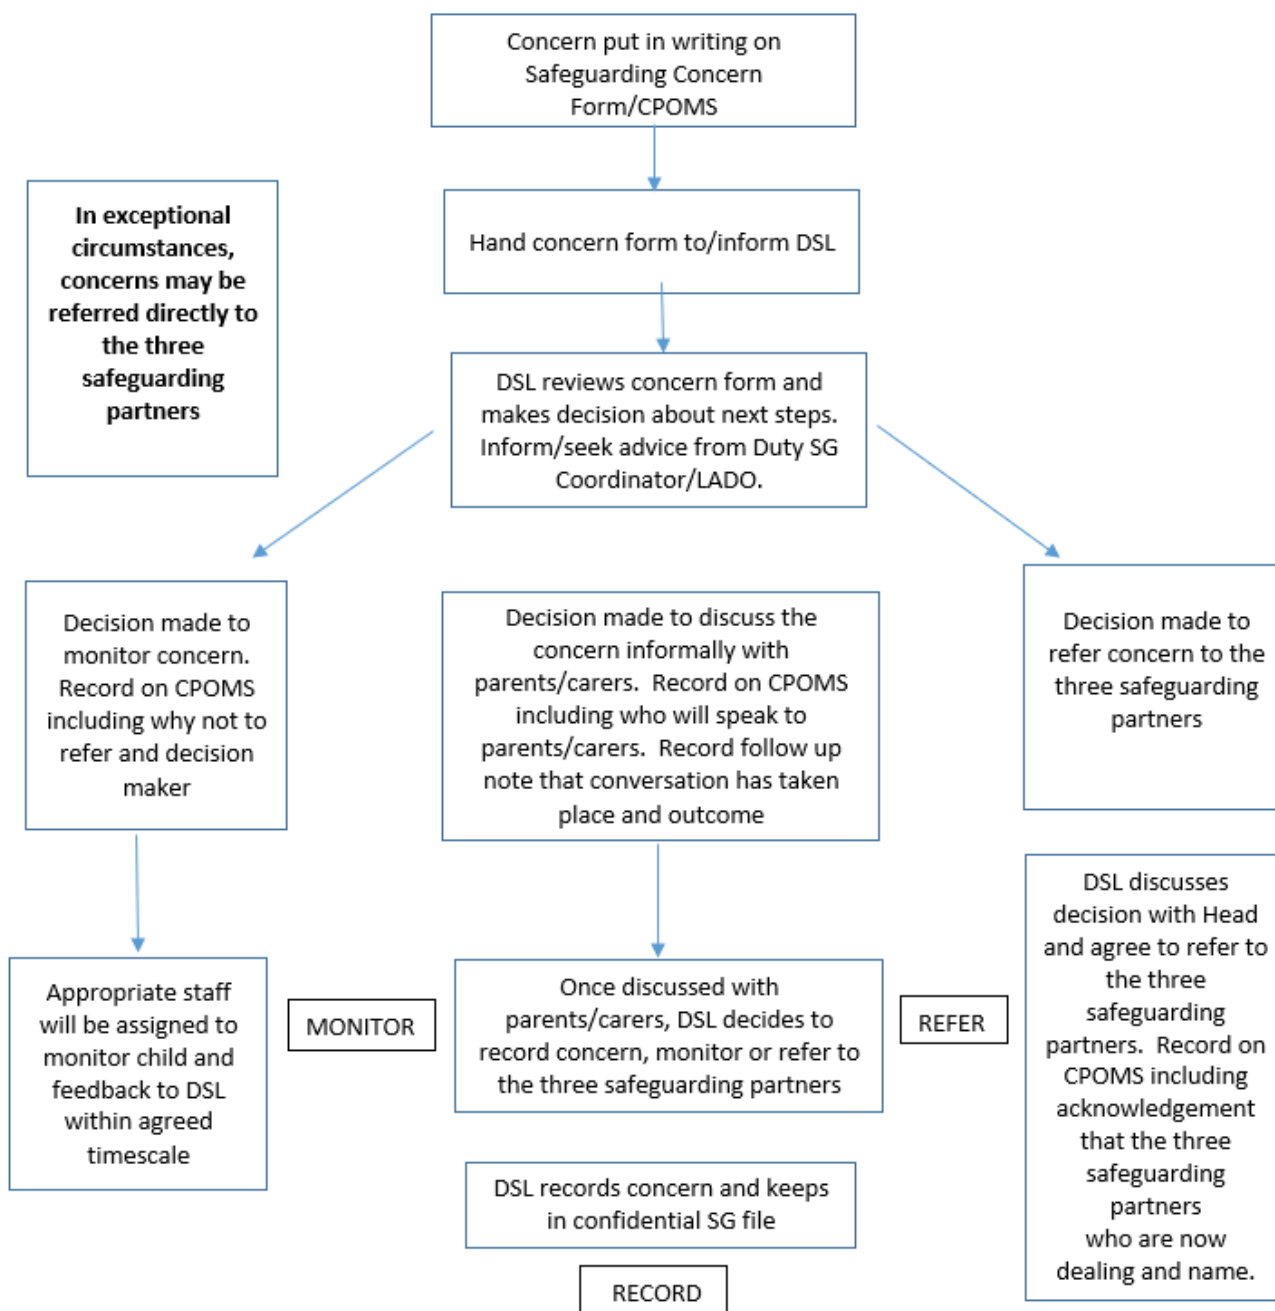 Concern put in writing on
Safeguarding Concern
Form/CPOMS
In exceptional
circumstances,
concerns may be
referred directly to
the three
safeguarding
partners
Hand concern form to/inform DSL
DSL reviews concern form and
makes decision about next steps.
Inform/seek advice from Duty SG
Coordinator/LADO.
Decision made to
monitor concern.
Record on CPOMS
including why not to
refer and decision
maker
Decision made to discuss the
concern informally with
parents/carers.  Record on CPOMS
including who will speak to
parents/carers.  Record follow up
note that conversation has taken
place and outcome
Decision made to
refer concern to the
three safeguarding
partners
Appropriate staff
will be assigned to
monitor child and
feedback to DSL
within agreed
timescale
MONITOR
Once discussed with
parents/carers, DSL decides to
record concern, monitor or refer to
the three safeguarding partners
REFER
DSL discusses
decision with Head
and agree to refer to
the three
safeguarding
partners.  Record on
CPOMS including
acknowledgement
that the three
safeguarding
partners
who are now
dealing and name.
DSL records concern and keeps
in confidential SG file
RECORD